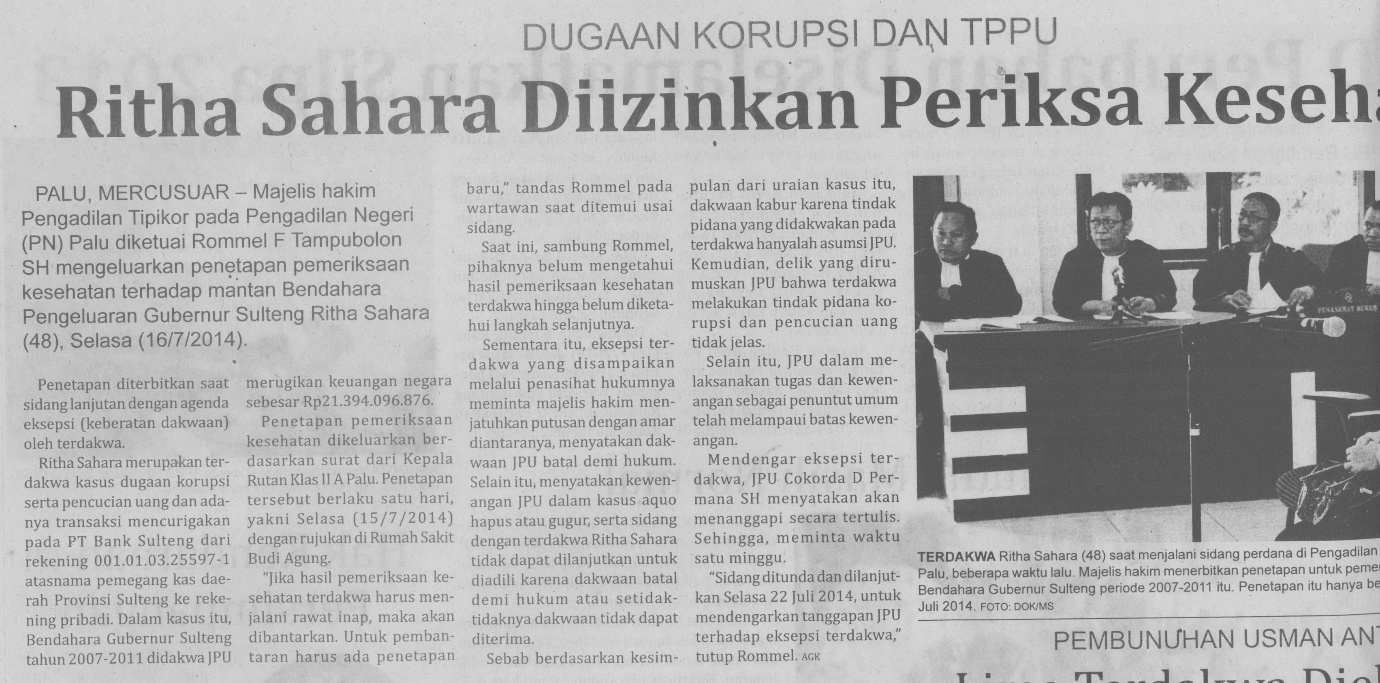 DUGAAN KORUPSI DAN TPPU
Ritha Sahara Diizinkan Periksa Keseha
PALU, MERCUSUAR – Majelis hakim
Pengadilan Tipikor pada Pengadilan Negeri
(PN) Palu diketuai Rommel F Tampubolon
SH mengeluarkan penetapan pemeriksaan
kesehatan terhadap mantan Bendahara
Pengeluaran Gubernur Sulteng Ritha Sahara
(48), Selasa (16/7/2014).
Penetapan diterbitkan saat
sidang lanjutan dengan agenda
eksepsi (keberatan dakwaan)
oleh terdakwa.
Ritha Sahara merupakan ter-
dakwa kasus dugaan korupsi
serta pencucian uang dan ada-
nya transaksi mencurigakan
pada PT Bank Sulteng dari
rekening 001.01.03.25597-1
atasnama pemegang kas dae-
rah Provinsi Sulteng ke reke-
ning pribadi. Dalam kasus itu,
Bendahara Gubernur Sulteng
tahun 2007-2011 didakwa JPU
merugikan keuangan negara
sebesar Rp21.394.096.876.
Penetapan pemeriksaan
kesehatan dikeluarkan ber-
dasarkan surat dari Kepala
Rutan Klas II A Palu. Penetapan
tersebut berlaku satu hari,
yakni Selasa (15/7/2014)
dengan rujukan di Rumah Sakit
Budi Agung.
"Jika hasil pemeriksaan ke-
sehatan terdakwa harus men-
jalani rawat inap, maka akan
dibantarkan. Untuk pemban-
taran harus ada penetapan
baru," tandas Rommel pada
wartawan saat ditemui usai
sidang.
Saat ini, sambung Rommel,
pihaknya belum mengetahui
hasil pemeriksaan kesehatan
terdakwa hingga belum diketa-
hui langkah selanjutnya.
Sementara itu, eksepsi ter-
dakwa yang disampaikan
melalui penasihat hukumnya
meminta majelis hakim men-
jatuhkan putusan dengan amar
diantaranya, menyatakan dak-
waan JPU batal demi hukum.
Selain itu, menyatakan kewen-
angan JPU dalam kasus aquo
hapus atau gugur, serta sidang
dengan terdakwa Ritha Sahara
tidak dapat dilanjutkan untuk
diadili karena dakwaan batal
demi hukum atau setidak-
tidaknya dakwaan tidak dapat
diterima.
Sebab berdasarkan kesim-
pulan dari uraian kasus itu,
dakwaan kabur karena tindak
pidana yang didakwakan pada
terdakwa hanyalah asumsi JPU.
Kemudian, delik yang diru-
muskan JPU bahwa terdakwa
melakukan tindak pidana ko-
rupsi dan pencucian uang
tidak jelas.
Selain itu, JPU dalam me-
laksanakan tugas dan kewen-
angan sebagai penuntut umum
telah melampaui batas kewen-
angan.
Mendengar eksepsi ter-
dakwa, JPU Cokorda D Per-
mana SH menyatakan akan
menanggapi secara tertulis.
Sehingga, meminta waktu
satu minggu.
"Sidang ditunda dan dilanjut-
kan Selasa 22 Juli 2014, untuk
mendengarkan tanggapan JPU
terhadap eksepsi terdakwa,"
tutup Rommel. AGK
PENASEHAT HUKUM
TERDAKWA Ritha Sahara (48) saat menjalani sidang perdana di Pengadilan
Palu, beberapa waktu lalu. Majelis hakim menerbitkan penetapan untuk peme
Bendahara Gubernur Sulteng periode 2007-2011 itu. Penetapan itu hanya be
Juli 2014. FOTO: DOK/MS
PEMBUNUHAN USMAN ANT
Lima Terdakwa Di